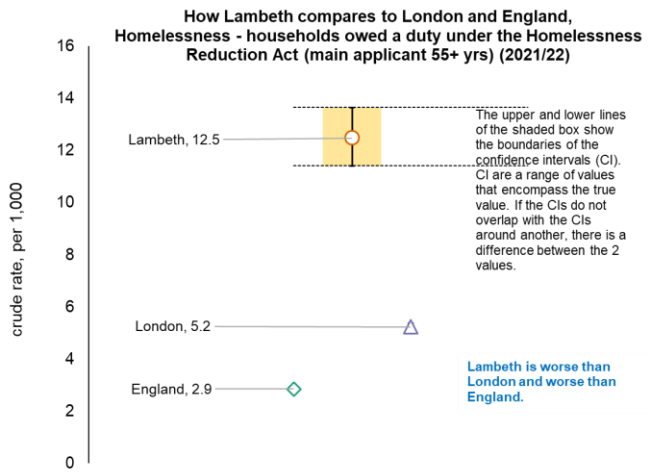 How Lambeth compares to London and England,
Homelessness - households owed a duty under the Homelessness
Reduction Act (main applicant 55+ yrs) (2021/22)
crude rate, per 1,000
16
14
12
10
8
6
4
2
0
Lambeth, 12.5
London, 5.2
England, 2.9
The upper and lower lines
of the shaded box show
the boundaries of the
confidence intervals (CI).
CI are a range of values
that encompass the true
value. If the CIs do not
overlap with the CIs
around another, there is a
difference between the 2
values.
Lambeth is worse than
London and worse than
England.